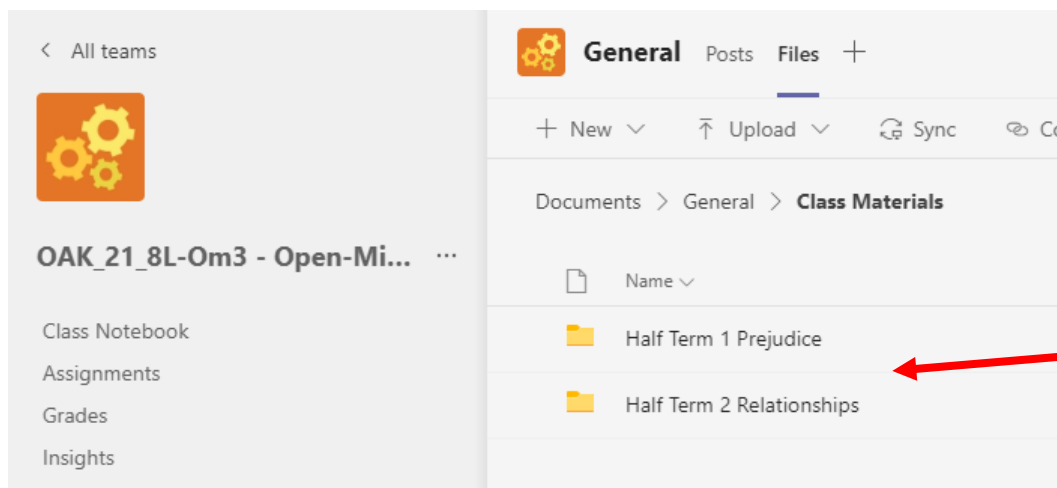 All teams
OAK_21_8L-Om3 - Open-Mi... ...
Class Notebook
Assignments
Grades
Insights
General Posts Files
New Upload Sync
Documents > General > Class Materials
Name
Half Term 1 Prejudice
Half Term 2 Relationships